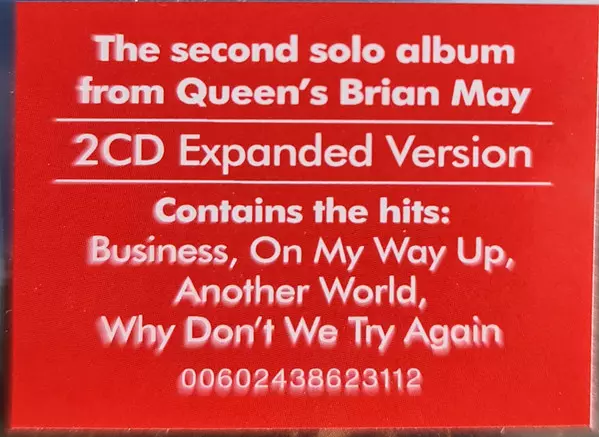 The second solo album
from Queen's Brian May
2CD Expanded Version
Contains the hits:
Business, On My Way Up,
Another World,
Why Don't We Try Again
00602438623112